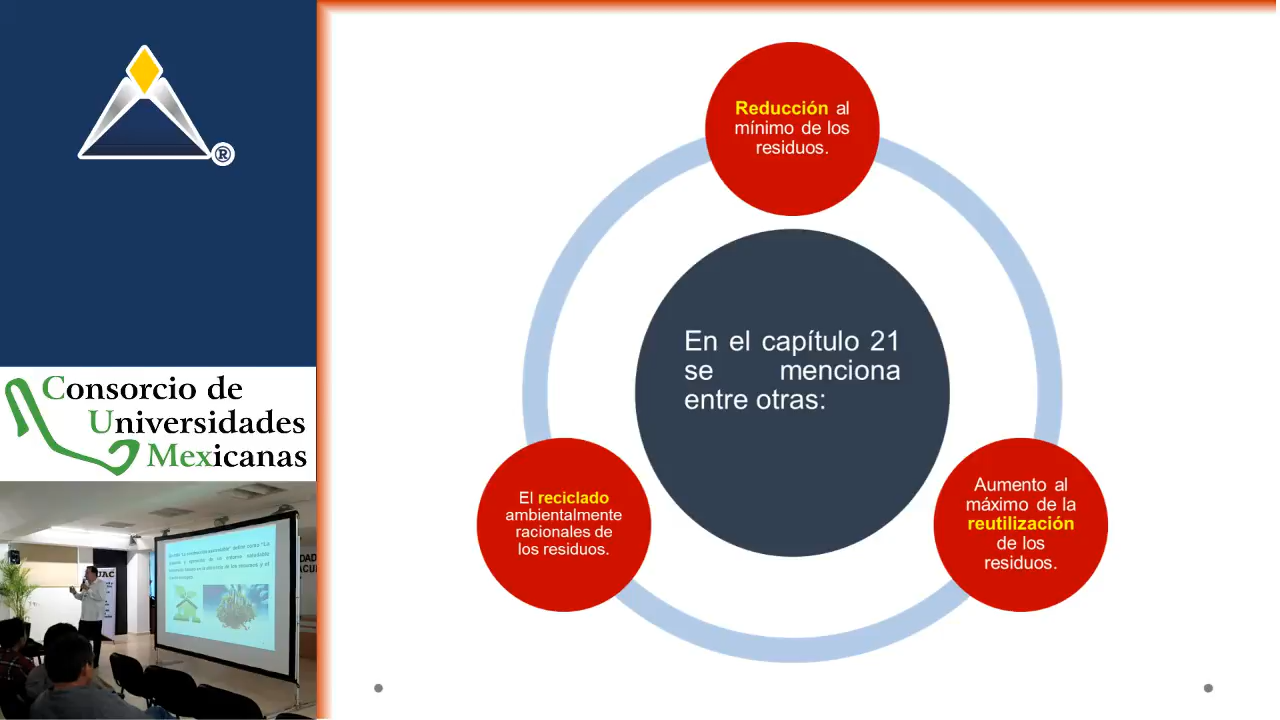 ®
Consorcio de
Universidades
Mexicanas
Reducción al
mínimo de los
residuos.
En el capítulo 21
se menciona
entre otras:
El reciclado
ambientalmente
racionales de
los residuos.
Aumento al
máximo de la
reutilización
de los
residuos.
UAC